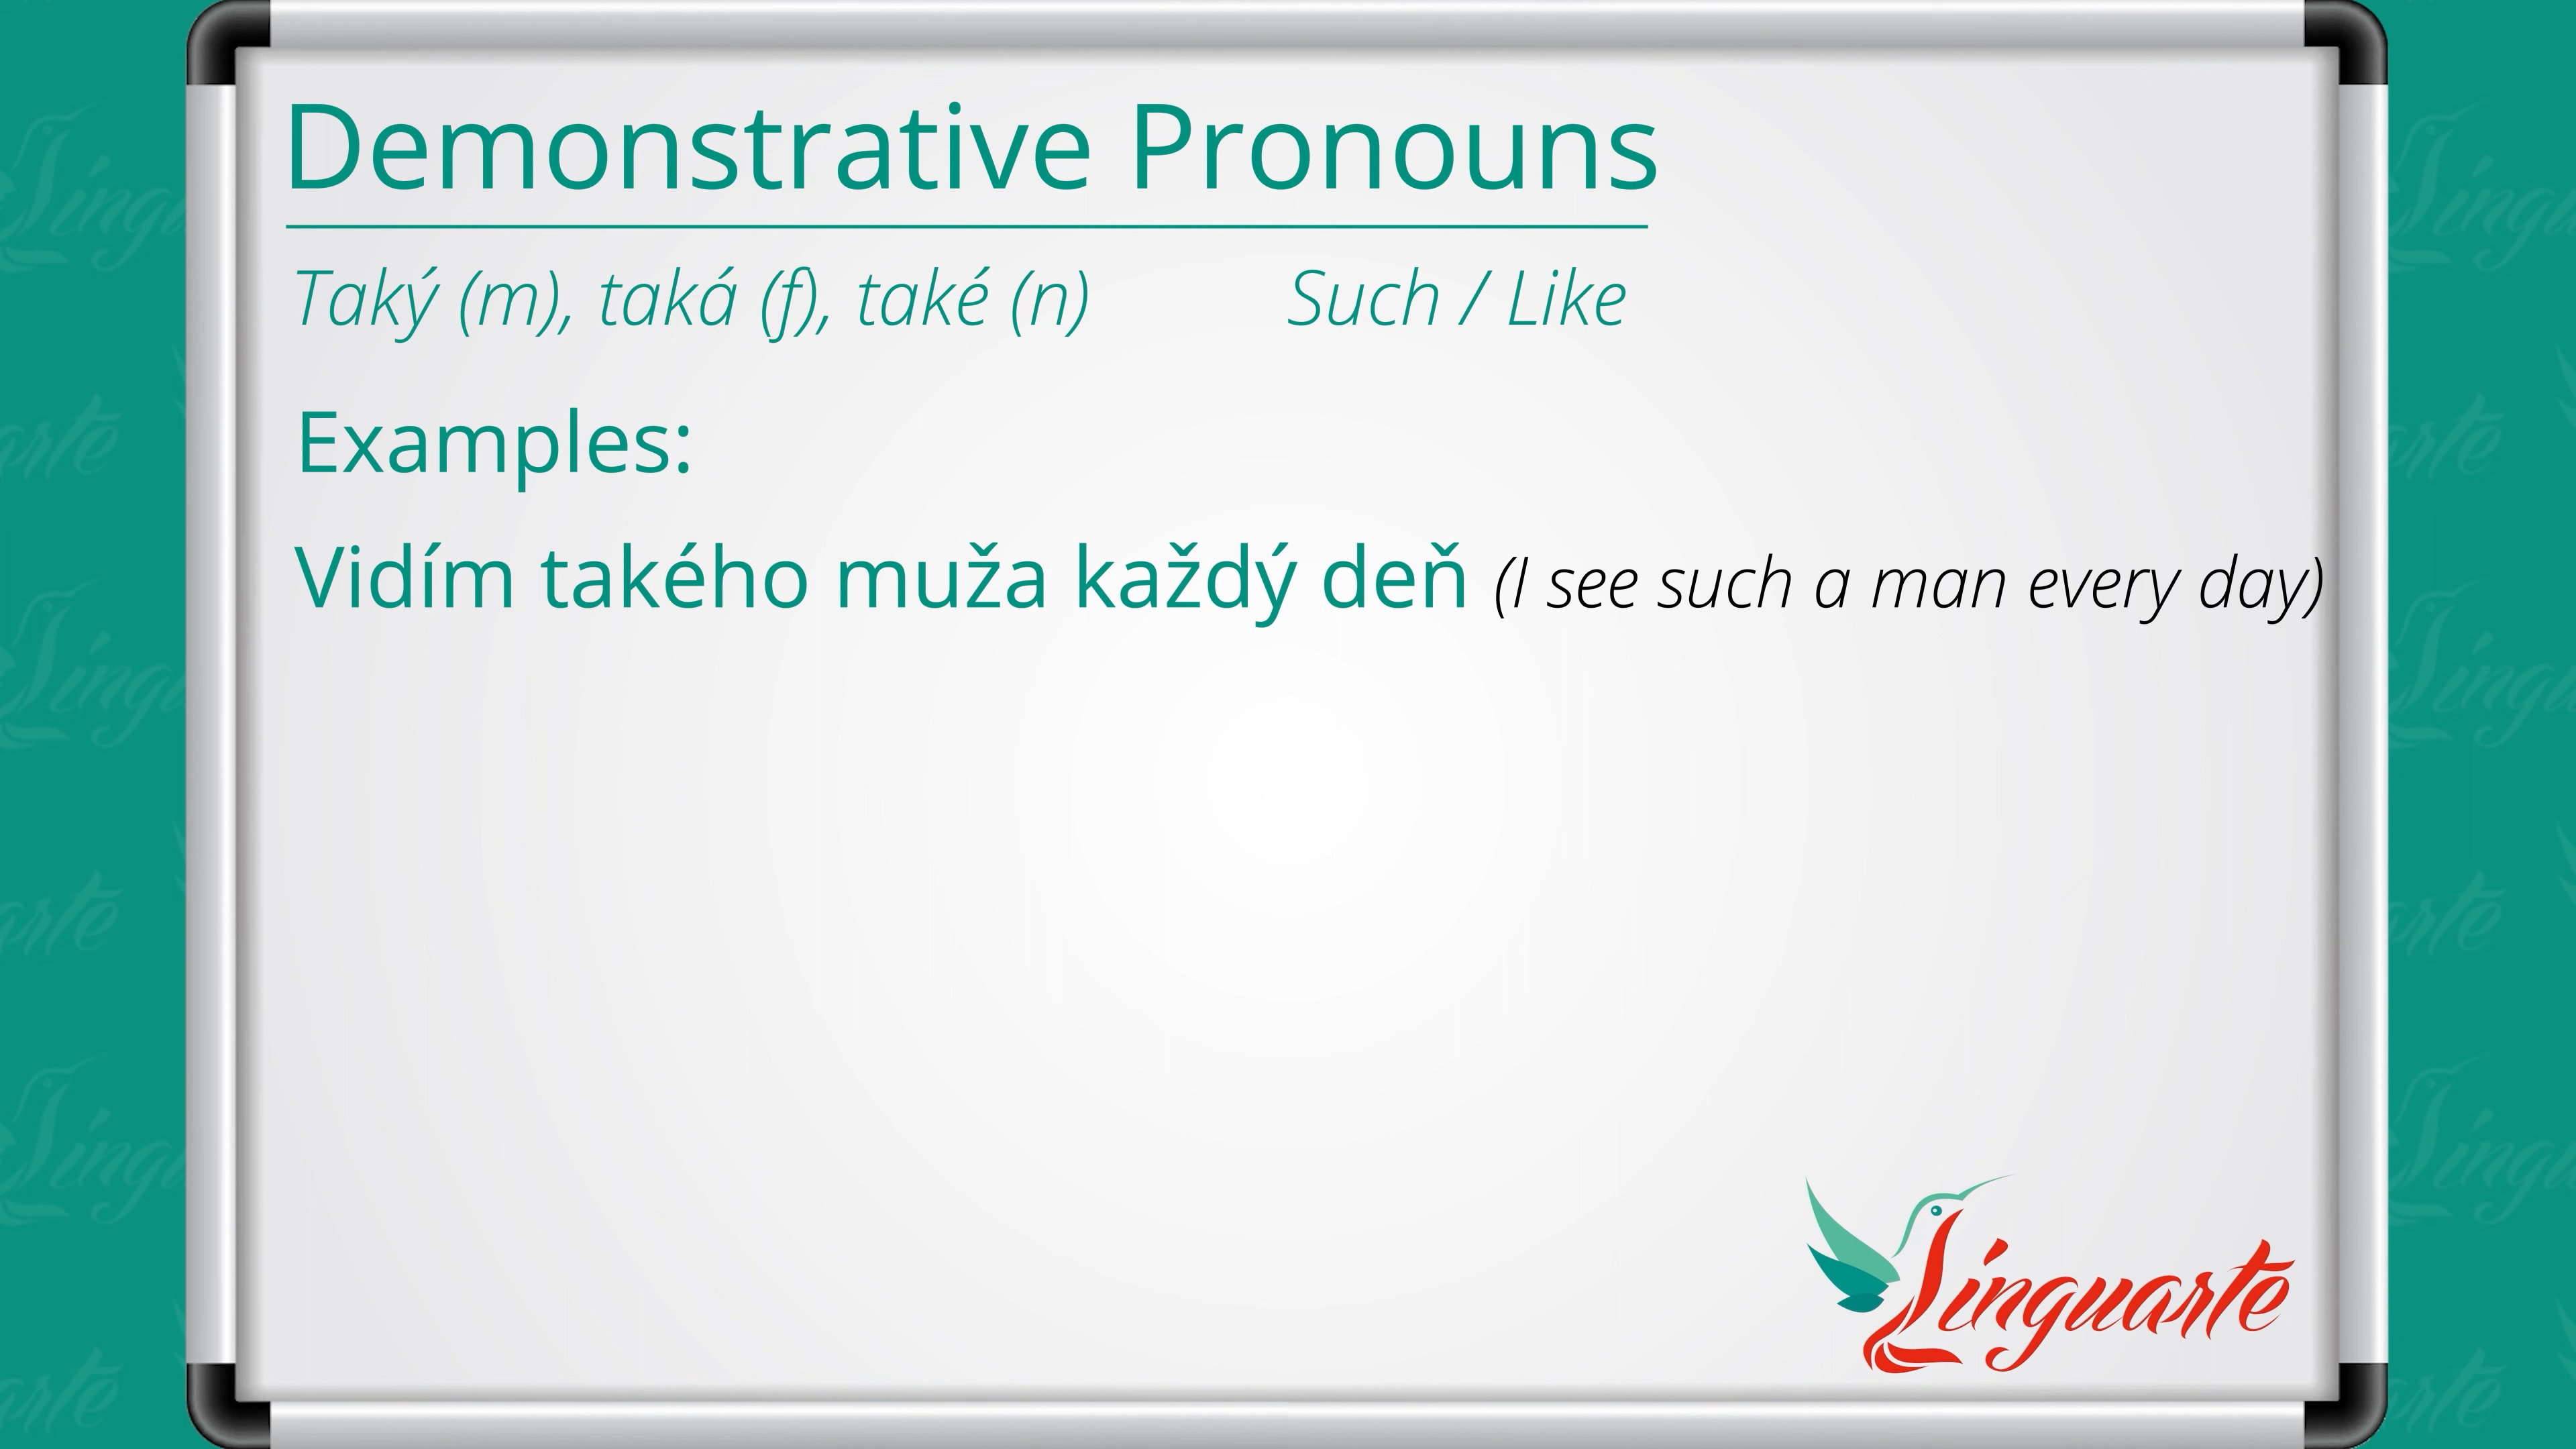 Demonstrative Pronouns
Taký (m), taká (f), také (n) Such / Like
Examples:
Vidím takého muža každý deň (I see such a man every day)
Linguarte